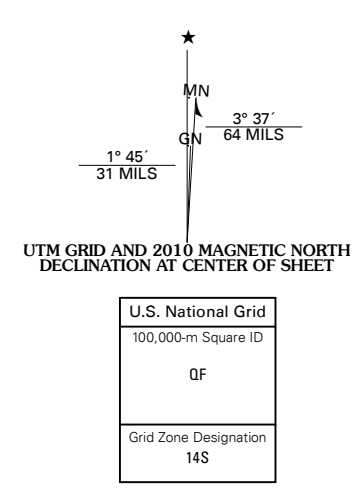 MN
3° 37´
64 MILS
GN
1° 45´
31 MILS
UTM GRID AND 2010 MAGNETIC NORTH
DECLINATION AT CENTER OF SHEET
U.S. National Grid
100,000-m Square ID
QF
Grid Zone Designation
14S